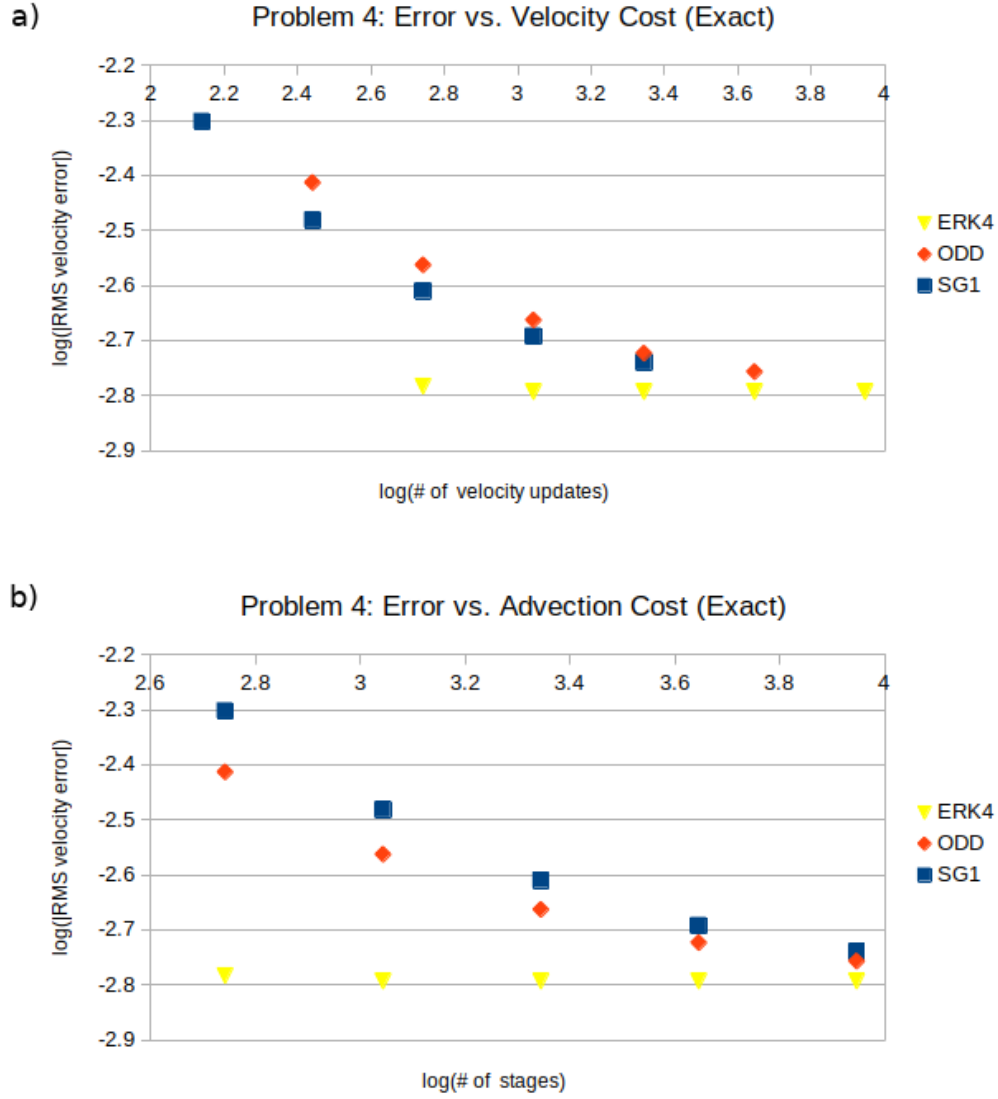 a)
Problem 4: Error vs. Velocity Cost (Exact)
-2.2
2 2.2 2.4 2.6 2.8 3 3.2 3.4 3.6 3.8 4
-2.3
-2.4
-2.5
-2.6
-2.7
-2.8
-2.9
log(|RMS velocity error|)
log(# of velocity updates)
ERK4
ODD
SG1
b)
Problem 4: Error vs. Advection Cost (Exact)
-2.2
2.6 2.8 3 3.2 3.4 3.6 3.8 4
-2.3
-2.4
-2.5
-2.6
-2.7
-2.8
-2.9
log(|RMS velocity error|)
log(# of stages)
ERK4
ODD
SG1